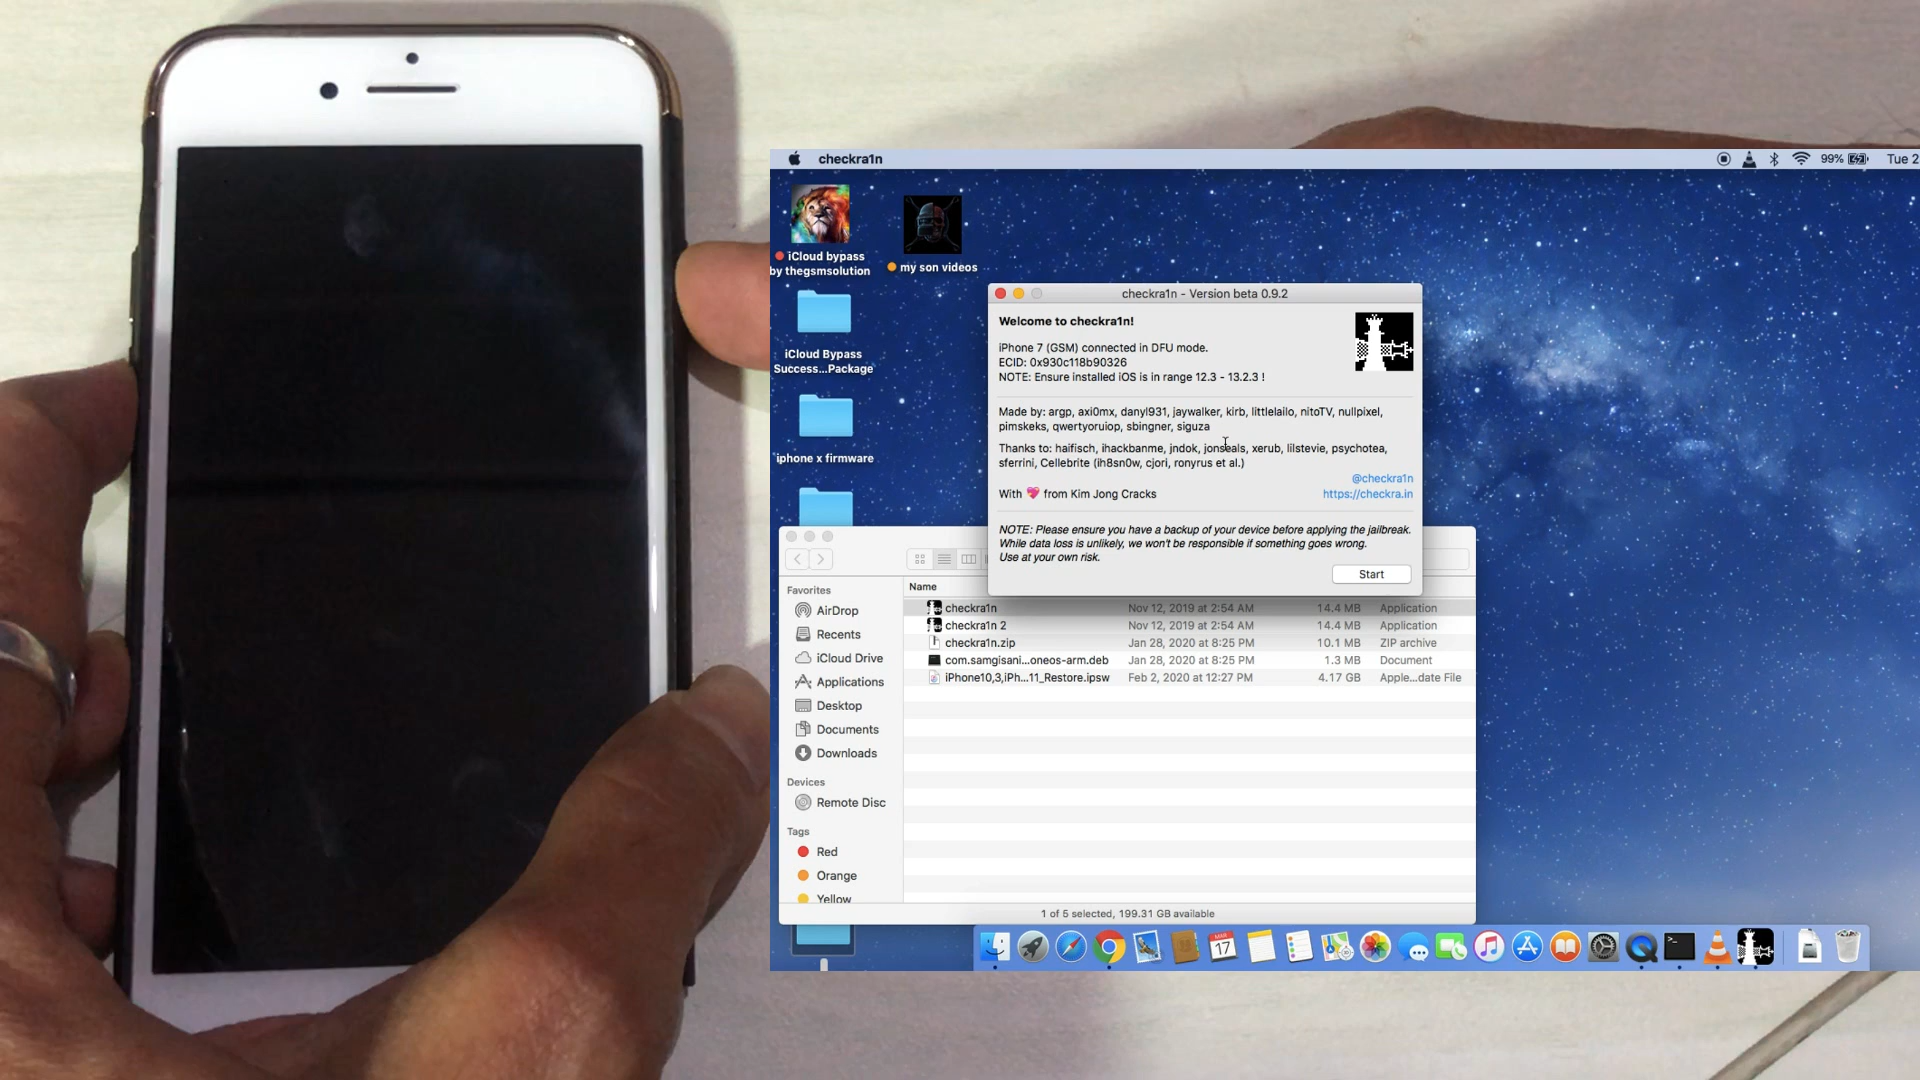 checkra1n
99%
Tue 2
iCloud bypass
by thegsmsolution
my son videos
iCloud Bypass
Success...Package
iphone x firmware
checkra1n - Version beta 0.9.2
Welcome to checkra1n!
iPhone 7 (GSM) connected in DFU mode.
ECID: 0x930c118b90326
NOTE: Ensure installed iOS is in range 12.3 - 13.2.3 !
Made by: argp, axi0mx, danyl931, jaywalker, kirb, littlelailo, nitoTV, nullpixel,
pimskeks, qwertyoruiop, sbingner, siguza
Thanks to: haifisch, ihackbanme, jndok, jonseals, xerub, lilstevie, psychotea,
sferrini, Cellebrite (ih8sn0w, cjori, ronyrus et al.)
@checkra1n
With 💖 from Kim Jong Cracks
https://checkra.in
NOTE: Please ensure you have a backup of your device before applying the jailbreak.
While data loss is unlikely, we won't be responsible if something goes wrong.
Use at your own risk.
Start
Favorites
AirDrop
Recents
iCloud Drive
Applications
Desktop
Documents
Downloads
Devices
Remote Disc
Tags
Red
Orange
Yellow
Name
checkra1n Nov 12, 2019 at 2:54 AM 14.4 MB Application
checkra1n 2 Nov 12, 2019 at 2:54 AM 14.4 MB Application
checkra1n.zip Jan 28, 2020 at 8:25 PM 10.1 MB ZIP archive
com.samgisani...oneos-arm.deb Jan 28, 2020 at 8:25 PM 1.3 MB Document
iPhone10,3,iPh...11_Restore.ipsw Feb 2, 2020 at 12:27 PM 4.17 GB Apple...date File
1 of 5 selected, 199.31 GB available
MAR
17